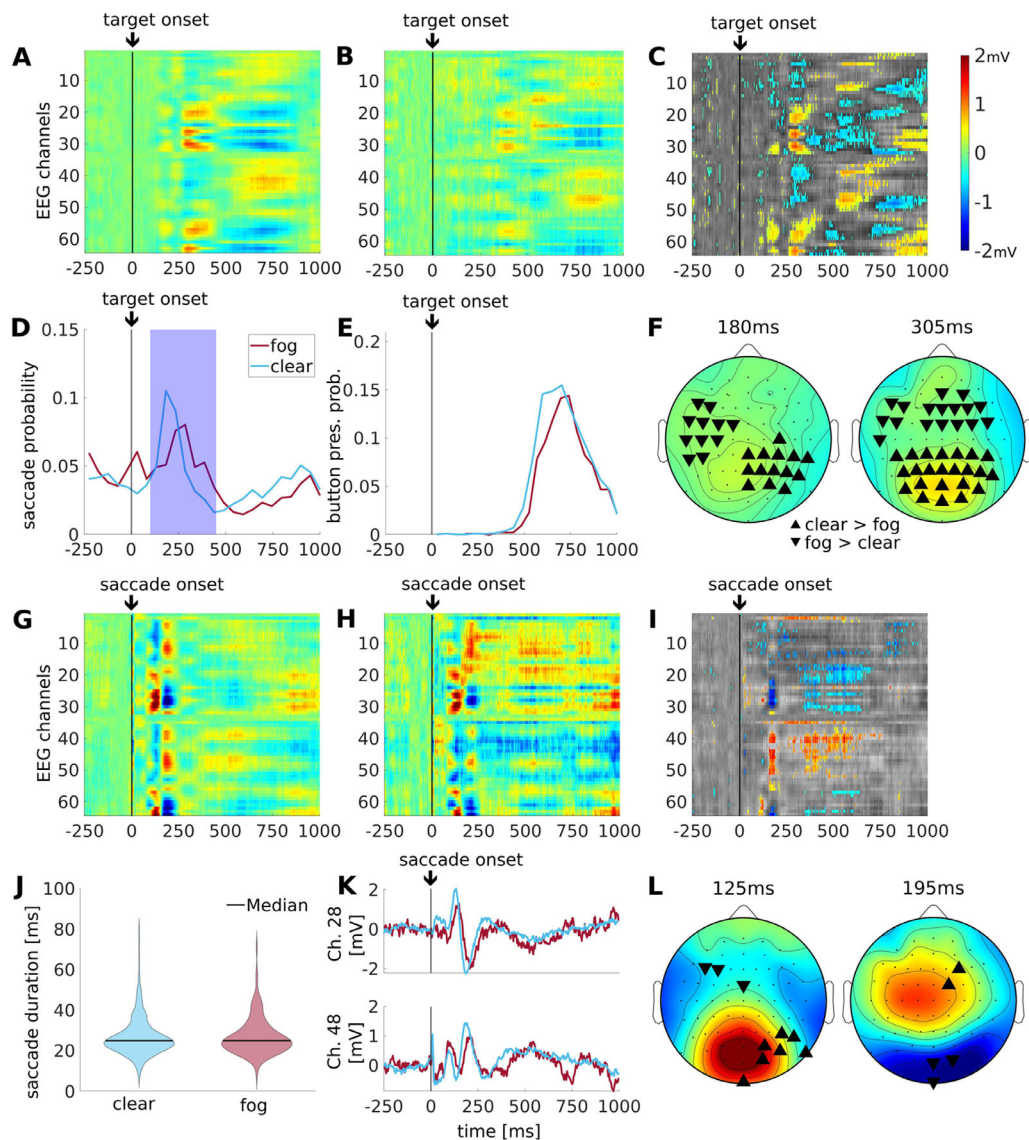 target onset
target onset
target onset
A
B
C
EEG channels
10
20
30
40
50
60
-250 0 250 500 750 1000
10
20
30
40
50
60
-250 0 250 500 750 1000
10
20
30
40
50
60
-250 0 250 500 750 1000
2mV
1
0
-1
-2mV
target onset
target onset
D
E
F
saccade probability
0.15
0.1
0.05
0
-250 0 250 500 750 1000
fog
clear
button pres. prob.
0.2
0.15
0.1
0.05
0
-250 0 250 500 750 1000
180ms
305ms
clear > fog
fog > clear
saccade onset
saccade onset
saccade onset
G
H
I
EEG channels
10
20
30
40
50
60
-250 0 250 500 750 1000
10
20
30
40
50
60
-250 0 250 500 750 1000
10
20
30
40
50
60
-250 0 250 500 750 1000
J
saccade duration [ms]
100
80
60
40
20
0
Median
clear
fog
saccade onset
K
Ch. 28
[mV]
2
0
-2
Ch. 48
[mV]
2
1
0
-1
-250 0 250 500 750 1000
time [ms]
L
125ms
195ms